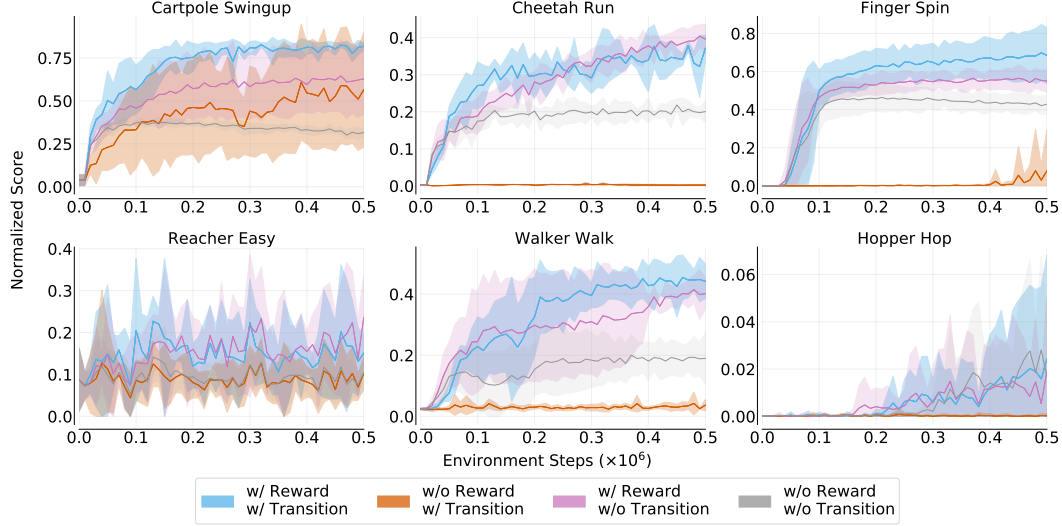 Cartpole Swingup Cheetah Run Finger Spin
0.75
0.50
0.25
0.00
0.0 0.1 0.2 0.3 0.4 0.5
0.4
0.3
0.2
0.1
0.0
0.0 0.1 0.2 0.3 0.4 0.5
0.8
0.6
0.4
0.2
0.0
0.0 0.1 0.2 0.3 0.4 0.5
Normalized Score
Reacher Easy Walker Walk Hopper Hop
0.4
0.3
0.2
0.1
0.0
0.0 0.1 0.2 0.3 0.4 0.5
0.4
0.2
0.0
0.0 0.1 0.2 0.3 0.4 0.5
0.06
0.04
0.02
0.00
0.0 0.1 0.2 0.3 0.4 0.5
Environment Steps (×10⁶)
w/ Reward
w/ Transition
w/o Reward
w/ Transition
w/ Reward
w/o Transition
w/o Reward
w/o Transition